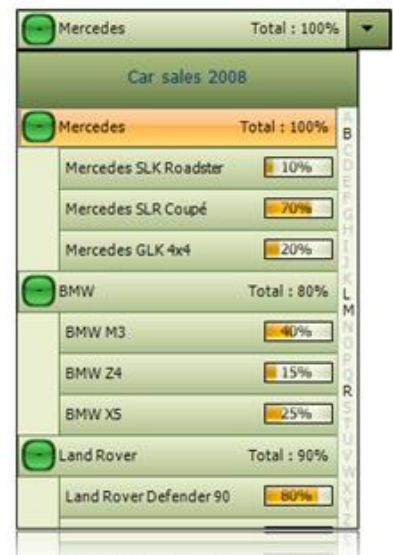 Mercedes Total : 100%
Car sales 2008
Mercedes Total : 100%
Mercedes SLK Roadster 10%
Mercedes SLR Coupé 70%
Mercedes GLK 4x4 20%
BMW Total : 80%
BMW M3 40%
BMW Z4 15%
BMW X5 25%
Land Rover Total : 90%
Land Rover Defender 90 80%
A
B
C
D
E
F
G
H
I
J
K
L
M
N
O
P
Q
R
S
T
U
V
W
X
Y
Z